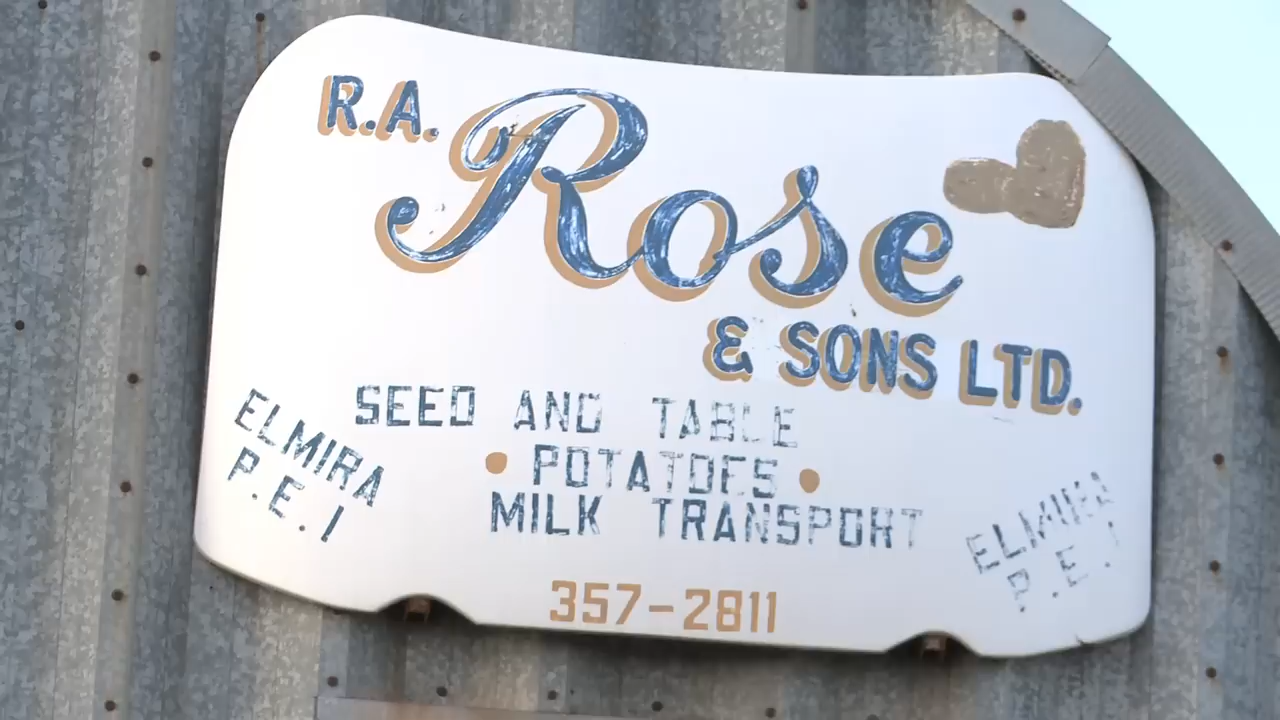 R.A. Rose
& SONS LTD.
SEED AND TABLE
• POTATOES •
MILK TRANSPORT
ELMIRA
P.E.I
ELMIRA
P.E.I
357-2811